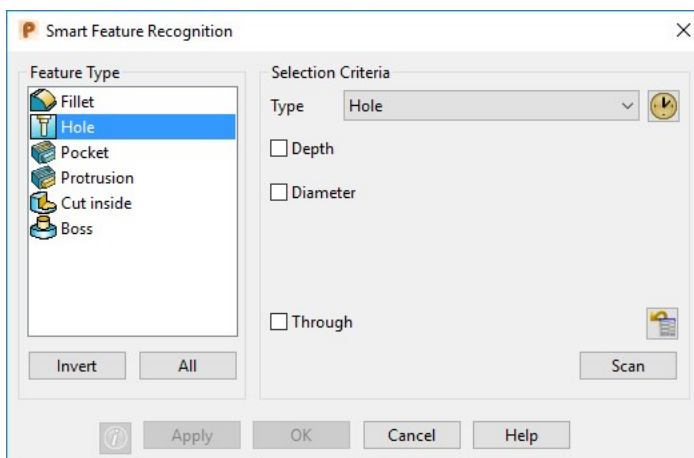 Smart Feature Recognition
Feature Type
Fillet
Hole
Pocket
Protrusion
Cut inside
Boss
Invert All
Selection Criteria
Type Hole
Depth
Diameter
Through
Scan
Apply OK Cancel Help